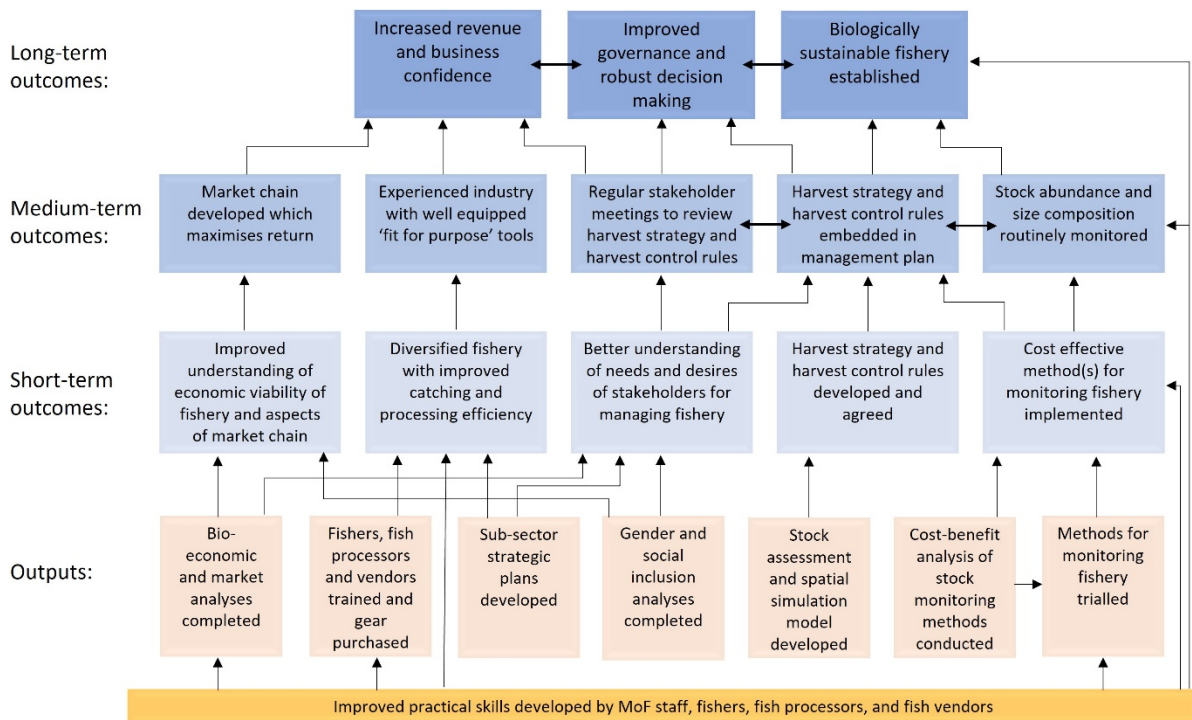 Long-term
outcomes:
Increased revenue
and business
confidence
Improved
governance and
robust decision
making
Biologically
sustainable fishery
established
Medium-term
outcomes:
Market chain
developed which
maximises return
Experienced industry
with well equipped
'fit for purpose' tools
Regular stakeholder
meetings to review
harvest strategy and
harvest control rules
Harvest strategy and
harvest control rules
embedded in
management plan
Stock abundance and
size composition
routinely monitored
Short-term
outcomes:
Improved
understanding of
economic viability of
fishery and aspects
of market chain
Diversified fishery
with improved
catching and
processing efficiency
Better understanding
of needs and desires
of stakeholders for
managing fishery
Harvest strategy and
harvest control rules
developed and
agreed
Cost effective
method(s) for
monitoring fishery
implemented
Outputs:
Bio-
economic
and market
analyses
completed
Fishers, fish
processors
and vendors
trained and
gear
purchased
Sub-sector
strategic
plans
developed
Gender and
social
inclusion
analyses
completed
Stock
assessment
and spatial
simulation
model
developed
Cost-benefit
analysis of
stock
monitoring
methods
conducted
Methods for
monitoring
fishery
trialled
Improved practical skills developed by MoF staff, fishers, fish processors, and fish vendors